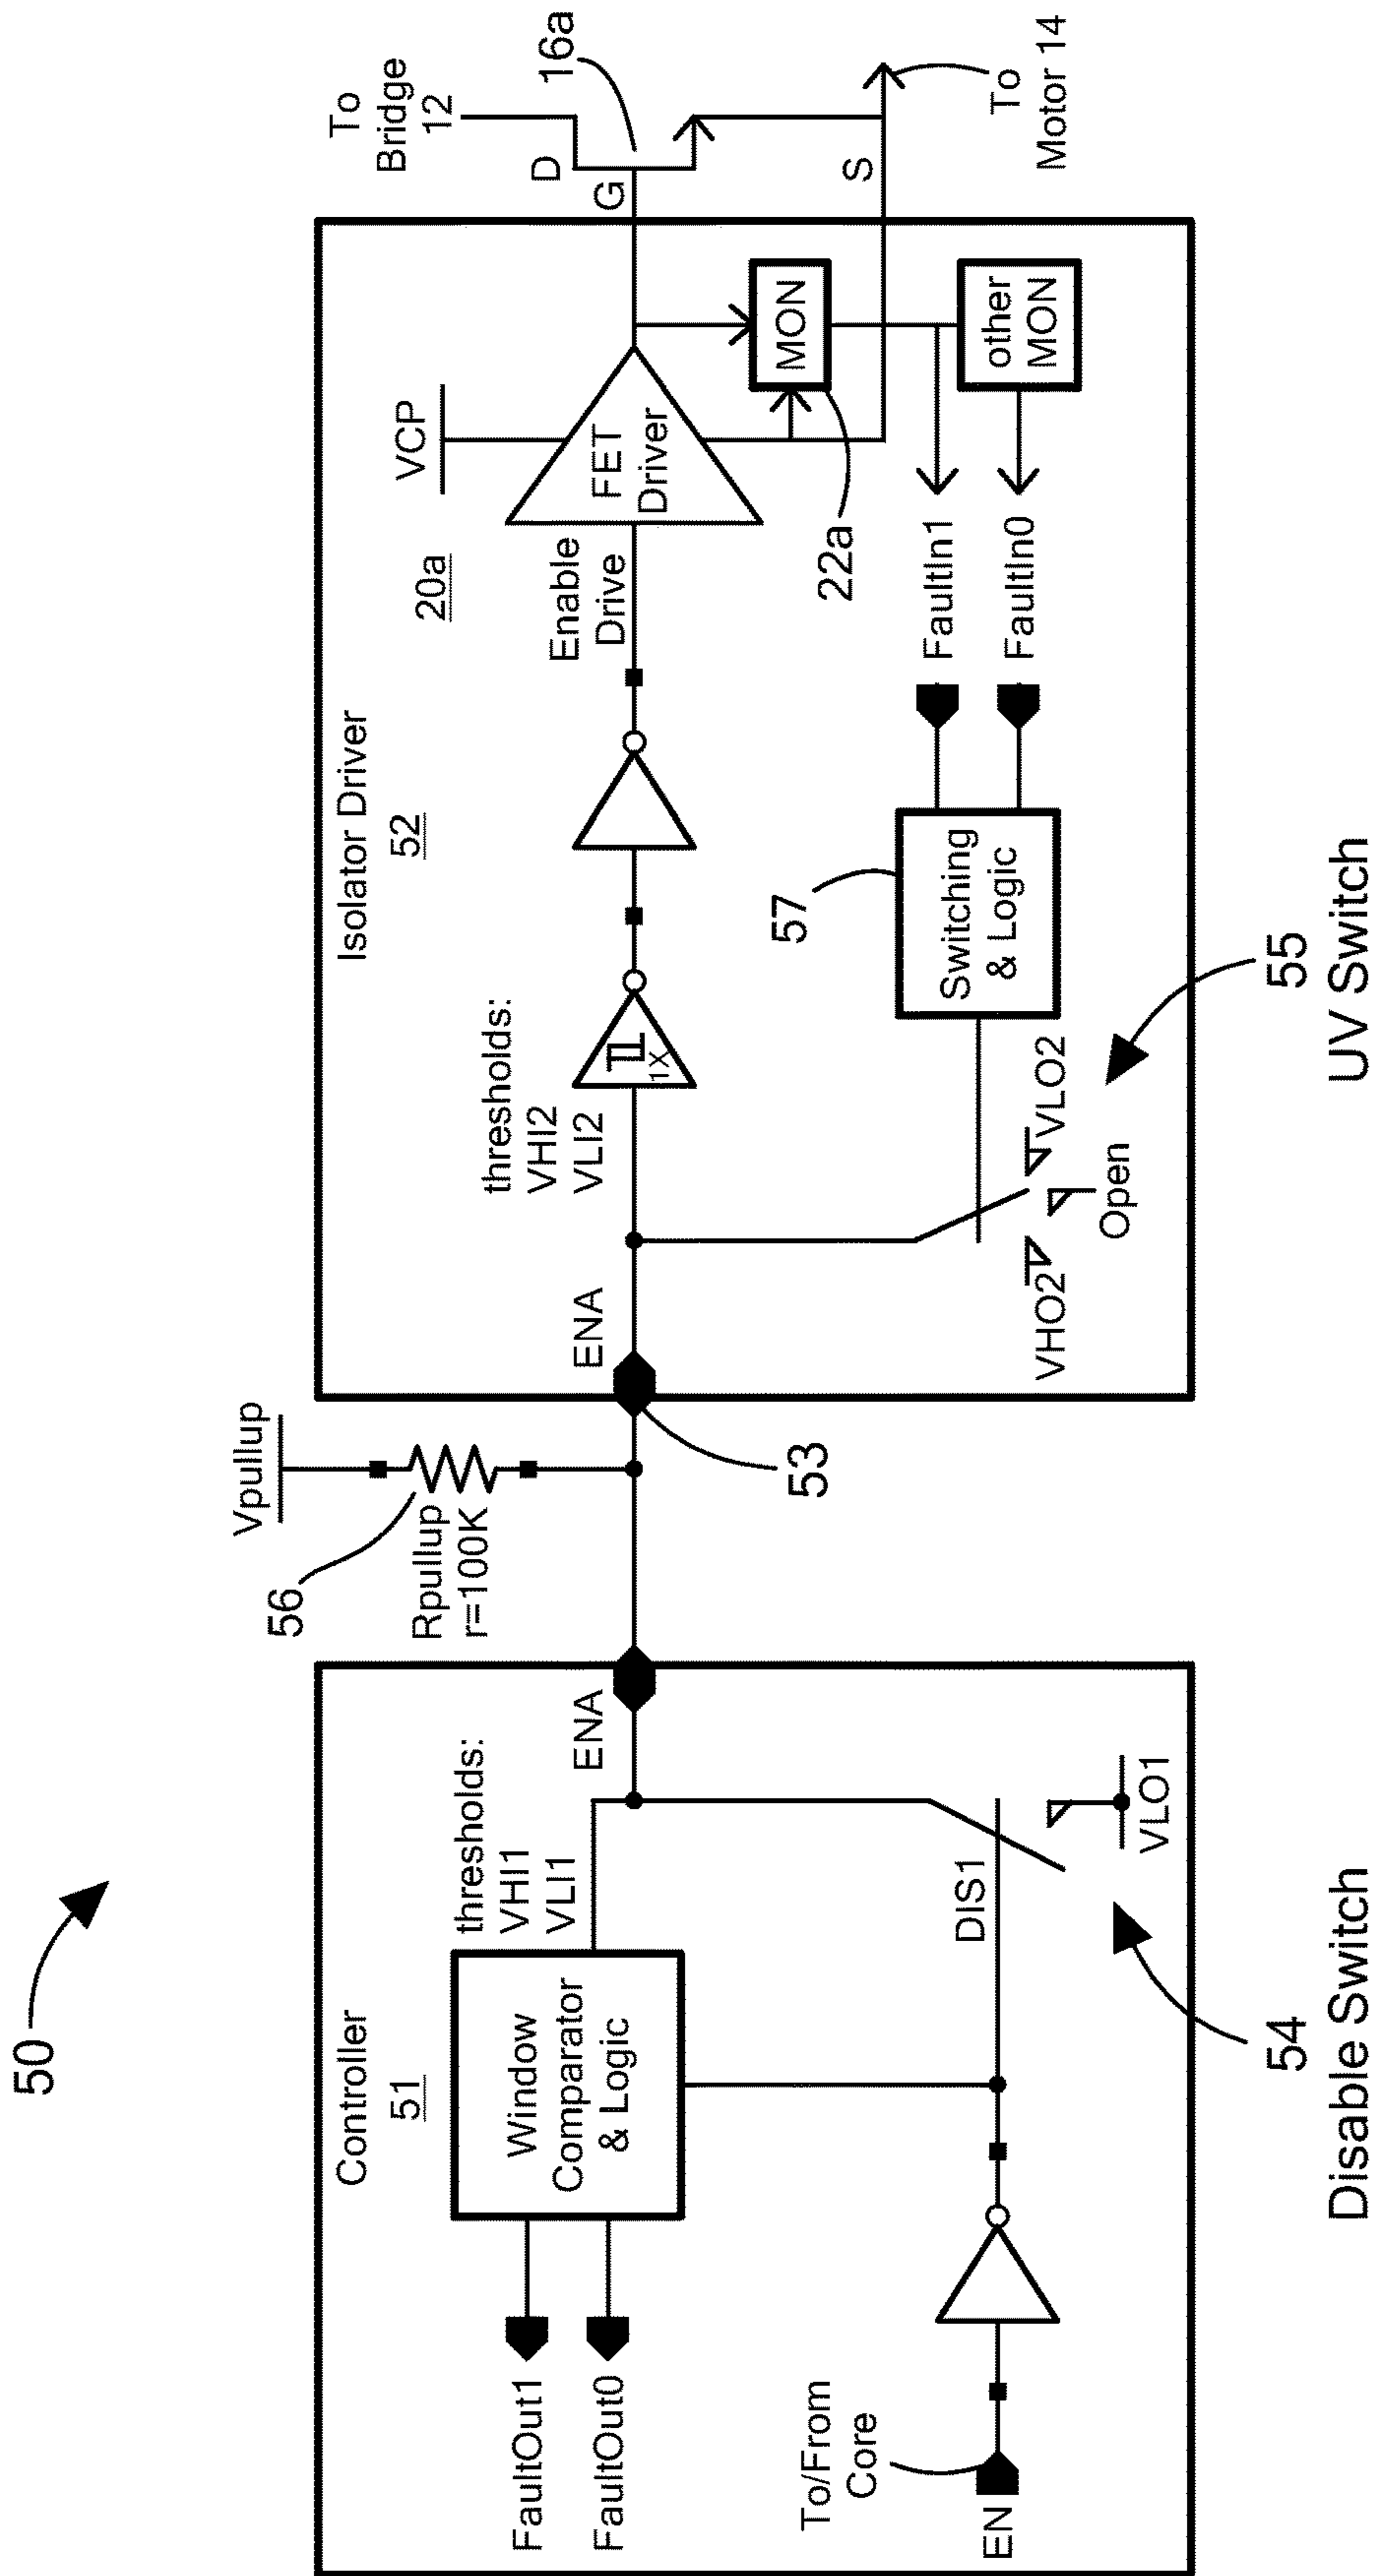 50
Controller
51
Window
Comparator
& Logic
thresholds:
VHI1
VLI1
ENA
FaultOut1
FaultOut0
To/From
Core
EN
DIS1
VLO1
54
Disable Switch
Vpullup
56
Rpullup
r=100K
53
Isolator Driver
52
ENA
thresholds:
VHI2
VLI2
1X
Enable
Drive
20a
VCP
FET
Driver
MON
22a
other
MON
FaultIn1
FaultIn0
57
Switching
& Logic
VHO2
Open
VLO2
55
UV Switch
To
Bridge
12
D
G
16a
S
To
Motor 14